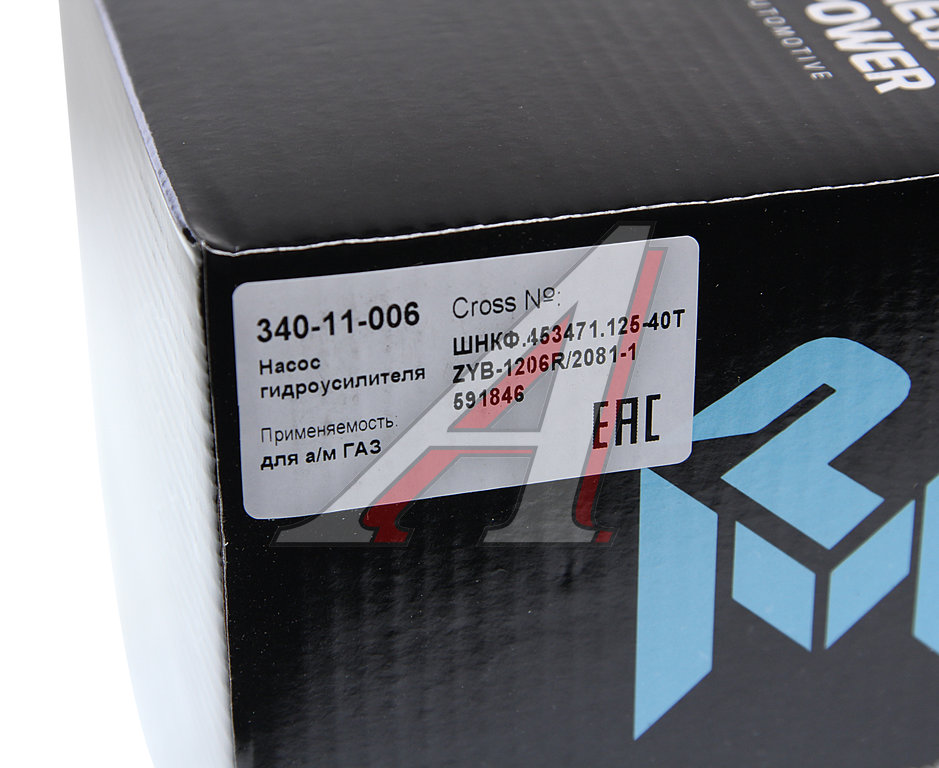 POWER
AUTOMOTIVE
340-11-006
Насос
гидроусилителя
Применяемость:
для а/м ГАЗ
Cross №:
ШНКФ.453471.125-40Т
ZYB-1206R/2081-1
591846
EAC